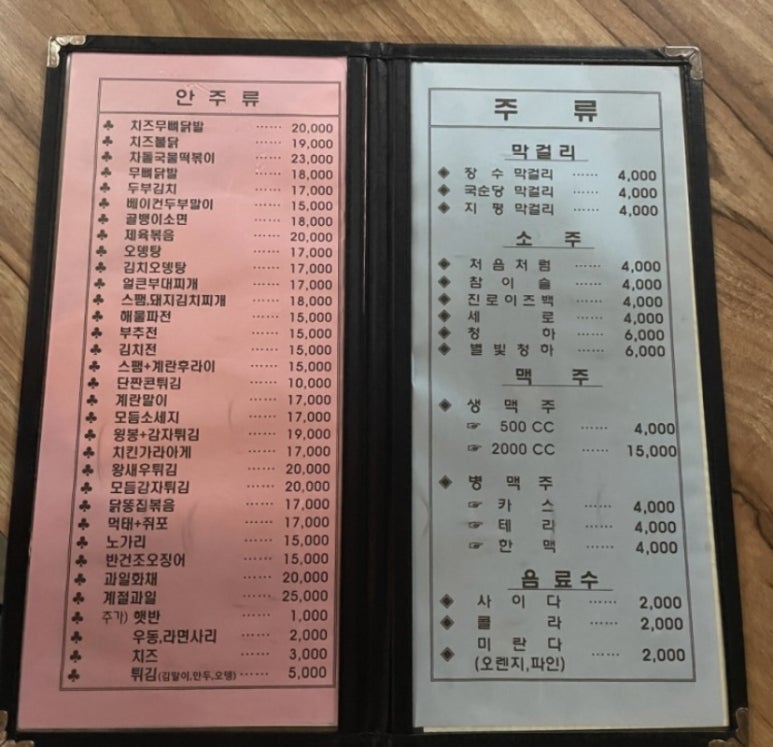 안주류
♣ 치즈무뼈닭발 ...... 20,000
♣ 치즈불닭 ...... 19,000
♣ 차돌국물떡볶이 ...... 23,000
♣ 무뼈닭발 ...... 18,000
♣ 두부김치 ...... 17,000
♣ 베이컨두부말이 ...... 15,000
♣ 골뱅이소면 ...... 18,000
♣ 제육볶음 ...... 20,000
♣ 오뎅탕 ...... 17,000
♣ 김치오뎅탕 ...... 17,000
♣ 얼큰부대찌개 ...... 17,000
♣ 스팸,돼지김치찌개 ...... 18,000
♣ 해물파전 ...... 15,000
♣ 부추전 ...... 15,000
♣ 김치전 ...... 15,000
♣ 스팸+계란후라이 ...... 15,000
♣ 단짠콘튀김 ...... 10,000
♣ 계란말이 ...... 17,000
♣ 모듬소세지 ...... 17,000
♣ 윙봉+감자튀김 ...... 19,000
♣ 치킨가라아게 ...... 17,000
♣ 왕새우튀김 ...... 20,000
♣ 모듬감자튀김 ...... 20,000
♣ 닭똥집볶음 ...... 17,000
♣ 먹태+쥐포 ...... 17,000
♣ 노가리 ...... 15,000
♣ 반건조오징어 ...... 15,000
♣ 과일화채 ...... 20,000
♣ 계절과일 ...... 25,000
♣ 추가) 햇반 ...... 1,000
♣ 우동,라면사리 ...... 2,000
♣ 치즈 ...... 3,000
♣ 튀김(김말이,만두,오뎅) ...... 5,000
주 류
막걸리
◈ 장 수 막걸리 ...... 4,000
◈ 국순당 막걸리 ...... 4,000
◈ 지 평 막걸리 ...... 4,000
소 주
◈ 처음처럼 ...... 4,000
◈ 참이슬 ...... 4,000
◈ 진로이즈백 ...... 4,000
◈ 세로 ...... 4,000
◈ 청하 ...... 6,000
◈ 별빛청하 ...... 6,000
맥 주
◈ 생 맥 주
☞ 500 CC ...... 4,000
☞ 2000 CC ...... 15,000
◈ 병 맥 주
☞ 카 스 ...... 4,000
☞ 테 라 ...... 4,000
☞ 한 맥 ...... 4,000
음료수
◈ 사 이 다 ...... 2,000
◈ 콜 라 ...... 2,000
◈ 미 란 다 ...... 2,000
(오렌지,파인)